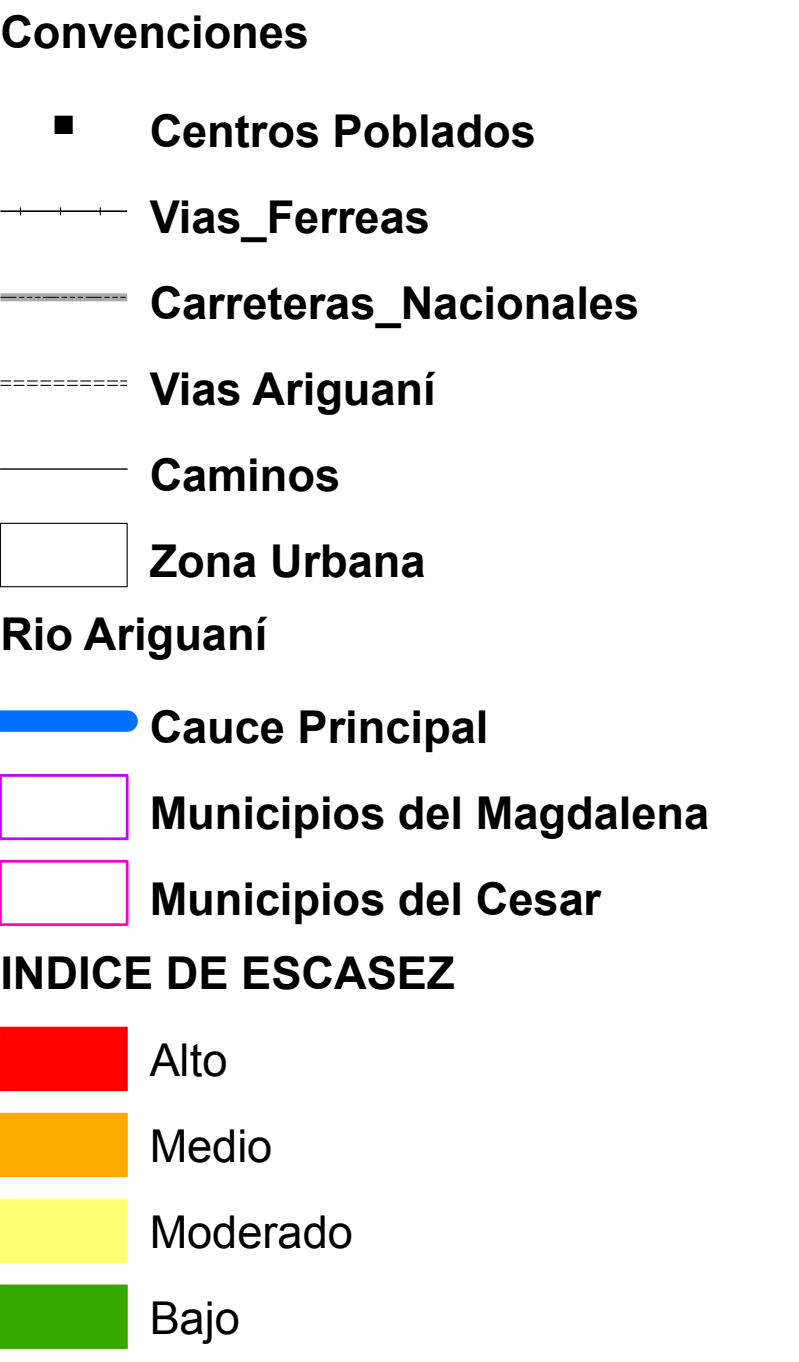 Convenciones
Centros Poblados
Vias_Ferreas
Carreteras_Nacionales
Vias Ariguaní
Caminos
Zona Urbana
Rio Ariguaní
Cauce Principal
Municipios del Magdalena
Municipios del Cesar
INDICE DE ESCASEZ
Alto
Medio
Moderado
Bajo